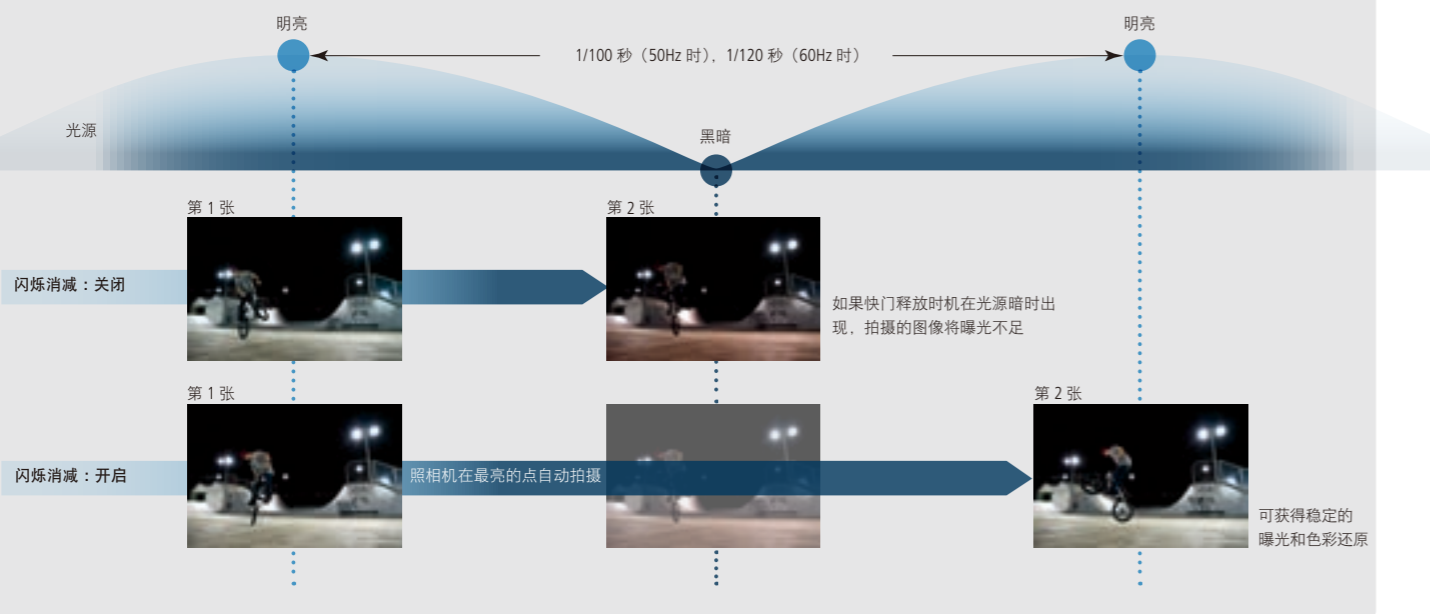 明亮
明亮
1/100 秒（50Hz 时），1/120 秒（60Hz 时）
光源
黑暗
第 1 张
第 2 张
闪烁消减：关闭
如果快门释放时机在光源暗时出
现，拍摄的图像将曝光不足
第 1 张
第 2 张
闪烁消减：开启
照相机在最亮的点自动拍摄
可获得稳定的
曝光和色彩还原